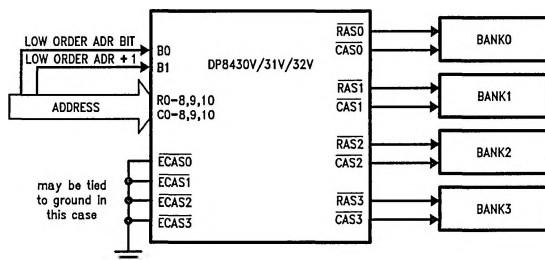 LOW ORDER ADR BIT
LOW ORDER ADR + 1
ADDRESS
B0
B1
R0-8,9,10
C0-8,9,10
DP8430V/31V/32V
ECAS0
ECAS1
ECAS2
ECAS3
may be tied
to ground in
this case
RAS0
CAS0
RAS1
CAS1
RAS2
CAS2
RAS3
CAS3
BANK0
BANK1
BANK2
BANK3